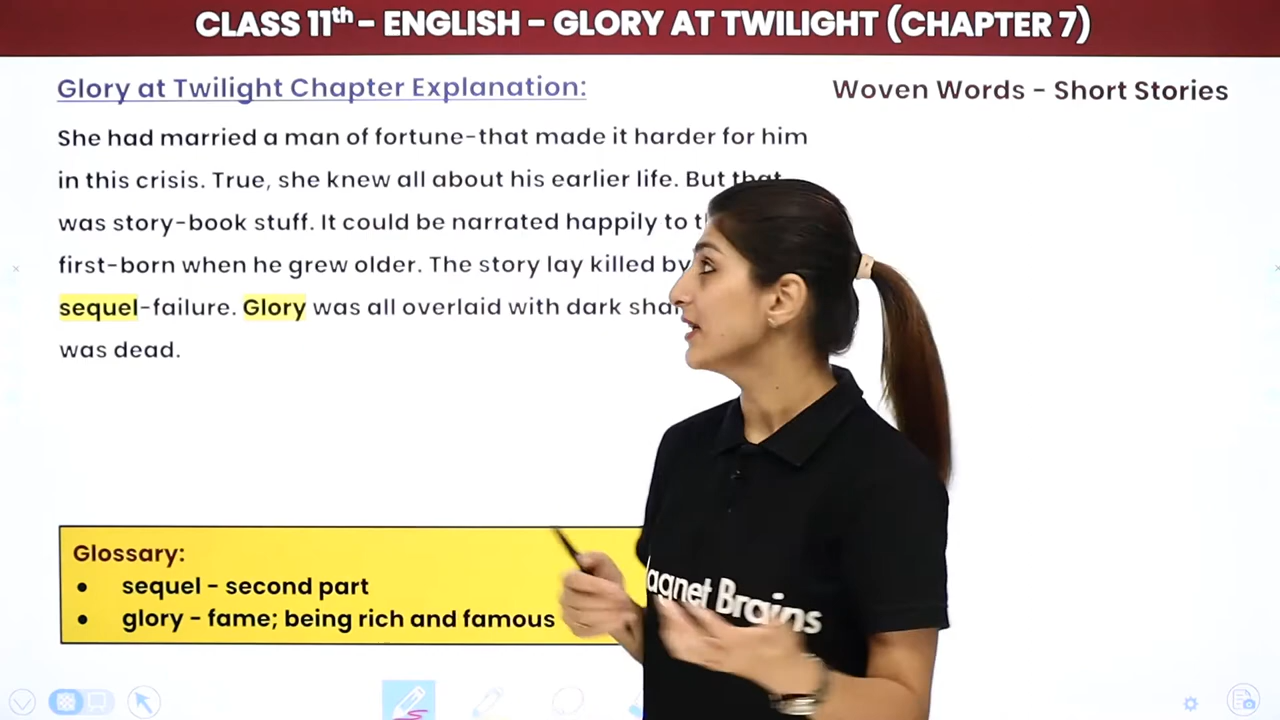 CLASS 11th - ENGLISH - GLORY AT TWILIGHT (CHAPTER 7)
Glory at Twilight Chapter Explanation:
Woven Words - Short Stories
She had married a man of fortune-that made it harder for him
in this crisis. True, she knew all about his earlier life. But that
was story-book stuff. It could be narrated happily to
first-born when he grew older. The story lay killed by
sequel-failure. Glory was all overlaid with dark
was dead.
Glossary:
• sequel - second part
• glory - fame; being rich and famous
agnet Brains